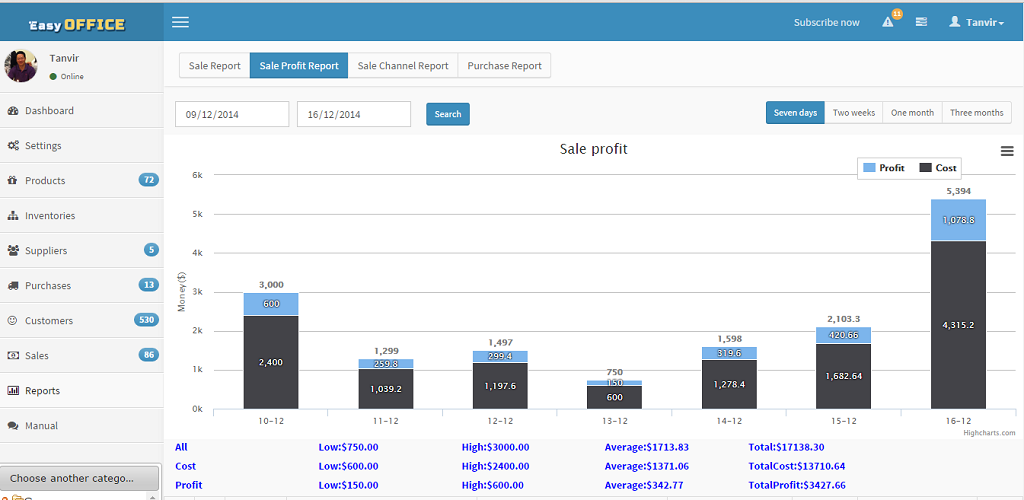 Easy OFFICE
Subscribe now 11 Tanvir
Tanvir
Online
Sale Report Sale Profit Report Sale Channel Report Purchase Report
Dashboard
Settings
Products 72
Inventories
Suppliers 5
Purchases 13
Customers 530
Sales 86
Reports
Manual
Choose another catego...
09/12/2014 16/12/2014 Search Seven days Two weeks One month Three months
Sale profit
Profit Cost
Money($)
6k
5k
4k
3k
2k
1k
0k
3,000
600
2,400
1,299
259.8
1,039.2
1,497
299.4
1,197.6
750
150
600
1,598
319.6
1,278.4
2,103.3
420.66
1,682.64
5,394
1,078.8
4,315.2
10-12 11-12 12-12 13-12 14-12 15-12 16-12
Highcharts.com
All Low:$750.00 High:$3000.00 Average:$1713.83 Total:$17138.30
Cost Low:$600.00 High:$2400.00 Average:$1371.06 TotalCost:$13710.64
Profit Low:$150.00 High:$600.00 Average:$342.77 TotalProfit:$3427.66